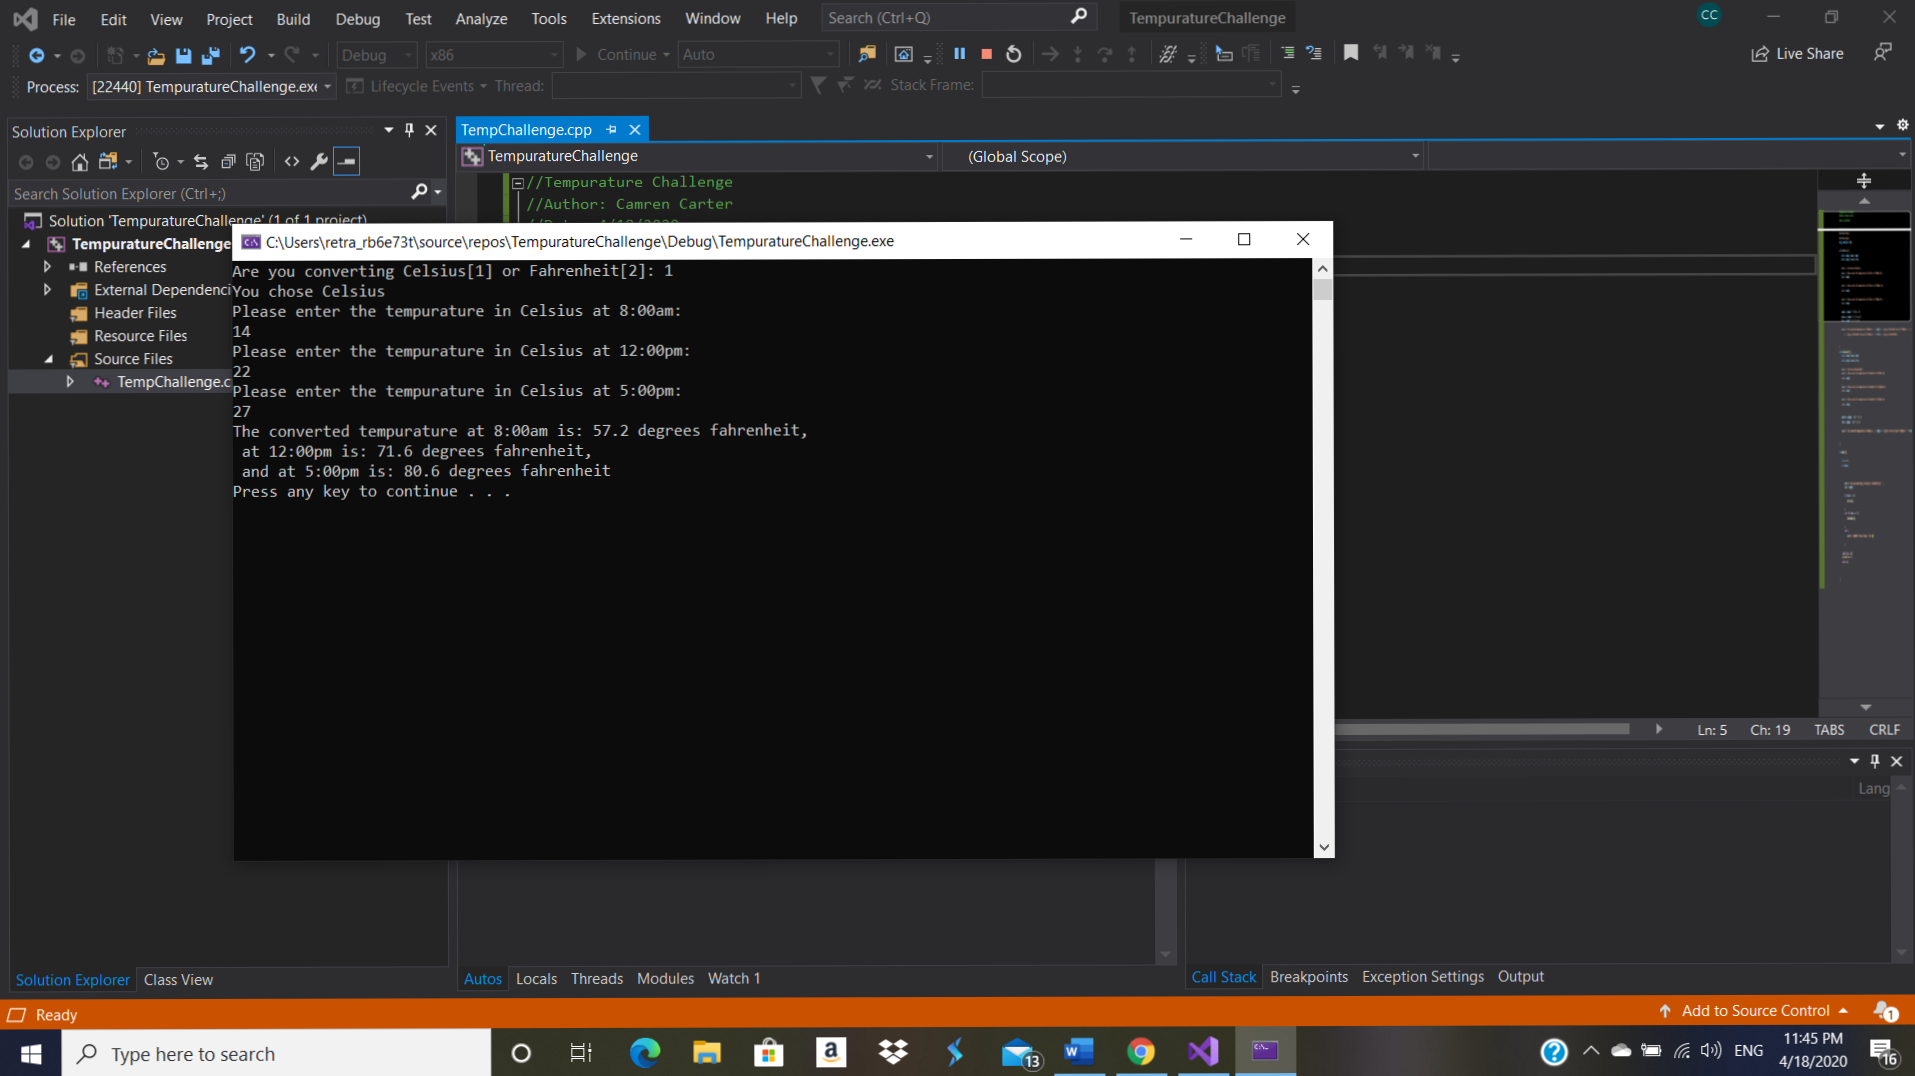 File Edit View Project Build Debug Test Analyze Tools Extensions Window Help Search (Ctrl+Q) TempuratureChallenge CC
Debug x86 Continue Auto Live Share
Process: [22440] TempuratureChallenge.exe Lifecycle Events Thread: Stack Frame:
Solution Explorer
TempChallenge.cpp
TempuratureChallenge (Global Scope)
Search Solution Explorer (Ctrl+;)
Solution 'TempuratureChallenge' (1 of 1 project)
TempuratureChallenge
References
External Dependenci
Header Files
Resource Files
Source Files
TempChallenge.c
//Tempurature Challenge
//Author: Camren Carter
C:\Users\retra_rb6e73t\source\repos\TempuratureChallenge\Debug\TempuratureChallenge.exe
Are you converting Celsius[1] or Fahrenheit[2]: 1
You chose Celsius
Please enter the tempurature in Celsius at 8:00am:
14
Please enter the tempurature in Celsius at 12:00pm:
22
Please enter the tempurature in Celsius at 5:00pm:
27
The converted tempurature at 8:00am is: 57.2 degrees fahrenheit,
at 12:00pm is: 71.6 degrees fahrenheit,
and at 5:00pm is: 80.6 degrees fahrenheit
Press any key to continue . . .
Ln: 5 Ch: 19 TABS CRLF
Lang
Solution Explorer Class View
Autos Locals Threads Modules Watch 1
Call Stack Breakpoints Exception Settings Output
Ready
Add to Source Control 1
Type here to search
13
ENG
11:45 PM
4/18/2020
16